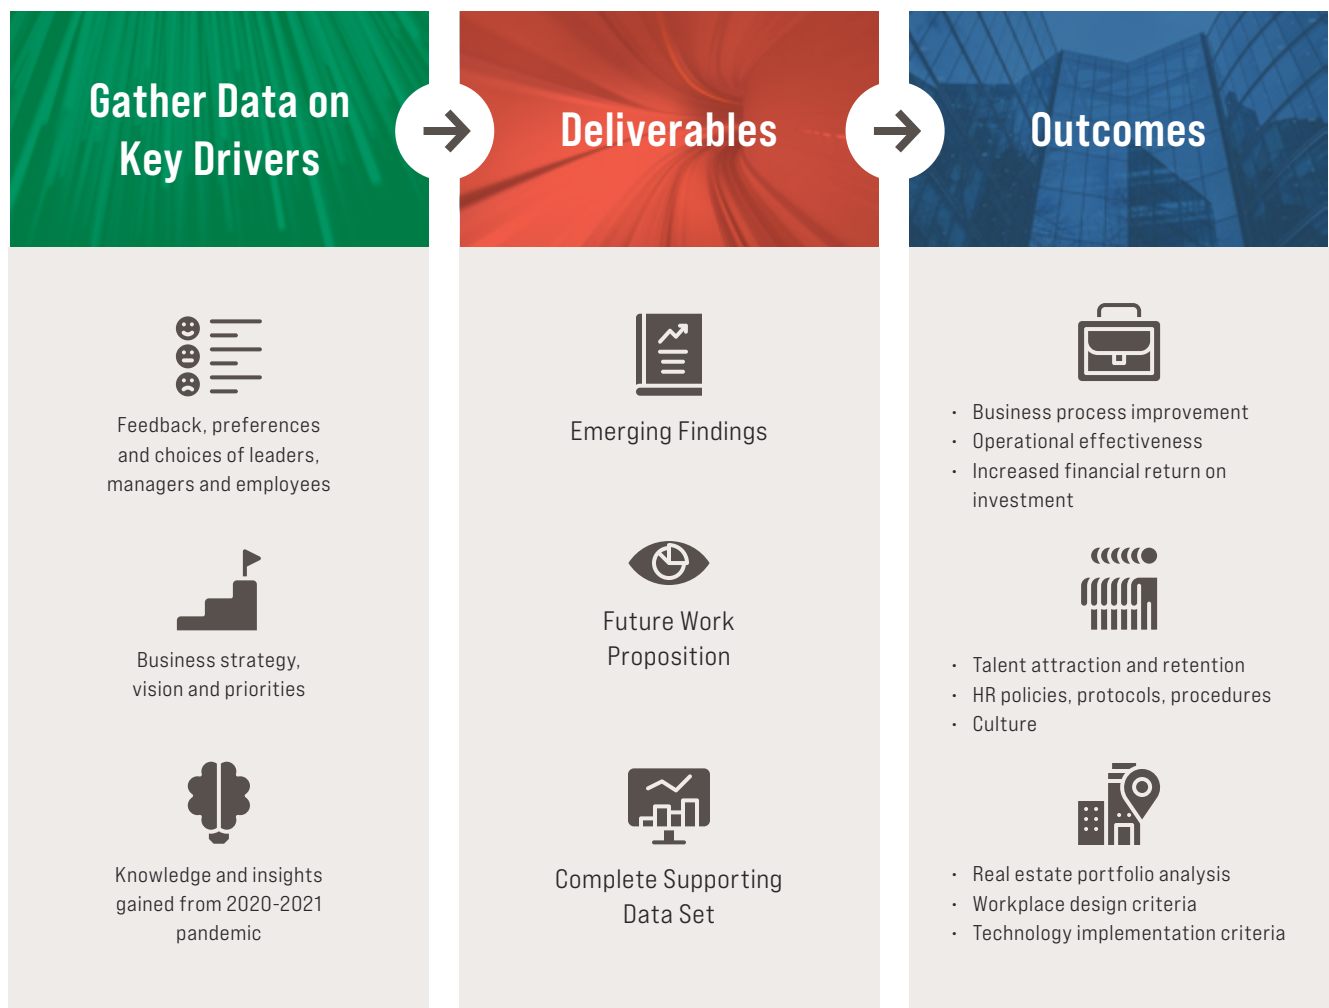 Gather Data on
Key Drivers
Feedback, preferences
and choices of leaders,
managers and employees
Business strategy,
vision and priorities
Knowledge and insights
gained from 2020-2021
pandemic
Deliverables
Emerging Findings
Future Work
Proposition
Complete Supporting
Data Set
Outcomes
• Business process improvement
• Operational effectiveness
• Increased financial return on
investment
• Talent attraction and retention
• HR policies, protocols, procedures
• Culture
• Real estate portfolio analysis
• Workplace design criteria
• Technology implementation criteria